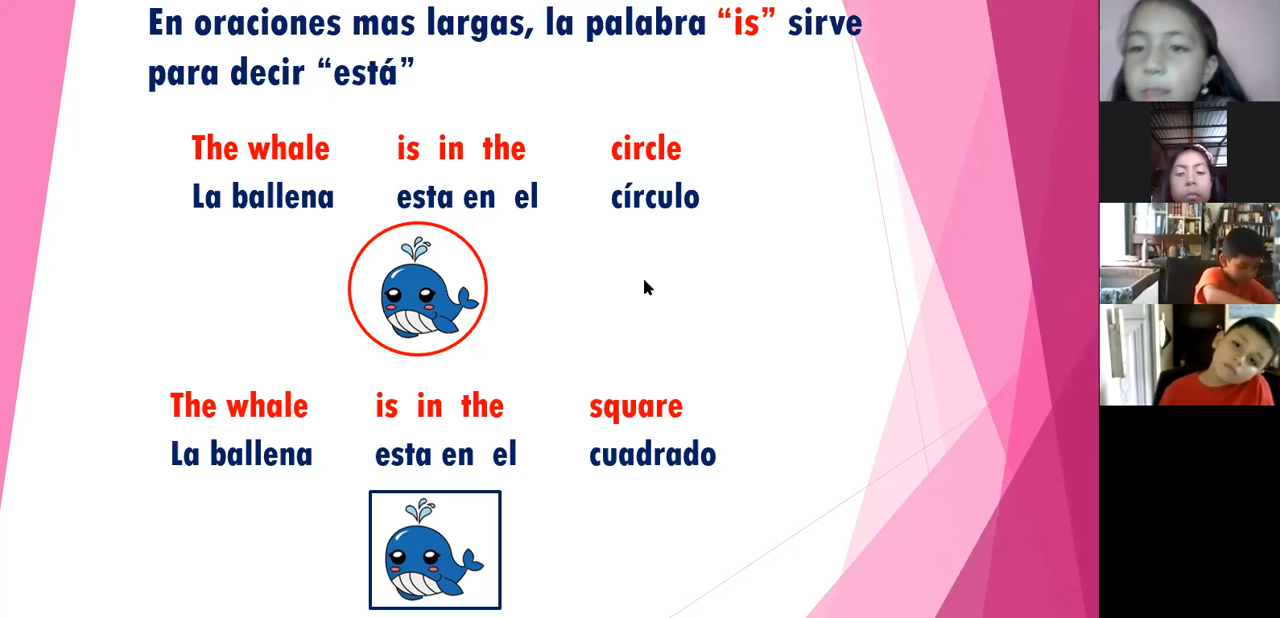 En oraciones mas largas, la palabra “is” sirve
para decir “está”
The whale is in the circle
La ballena esta en el círculo
The whale is in the square
La ballena esta en el cuadrado